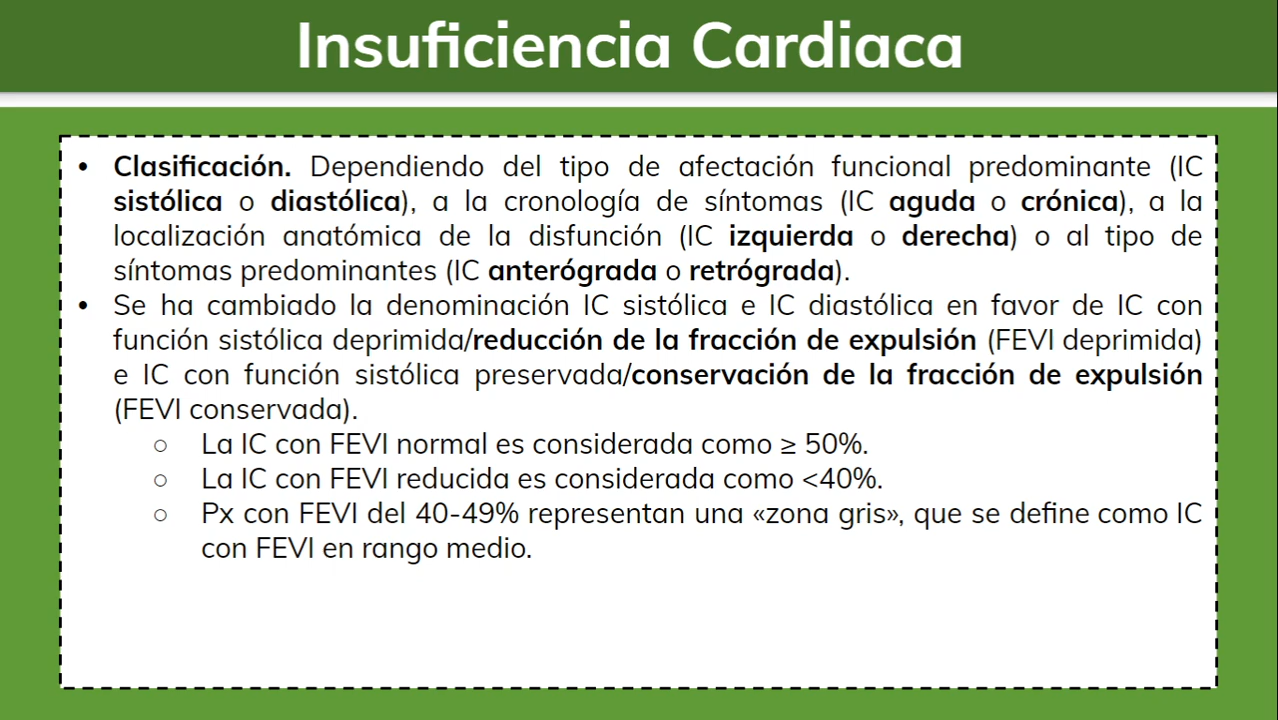 Insuficiencia Cardiaca
• Clasificación. Dependiendo del tipo de afectación funcional predominante (IC
sistólica o diastólica), a la cronología de síntomas (IC aguda o crónica), a la
localización anatómica de la disfunción (IC izquierda o derecha) o al tipo de
síntomas predominantes (IC anterógrada o retrógrada).
• Se ha cambiado la denominación IC sistólica e IC diastólica en favor de IC con
función sistólica deprimida/reducción de la fracción de expulsión (FEVI deprimida)
e IC con función sistólica preservada/conservación de la fracción de expulsión
(FEVI conservada).
○ La IC con FEVI normal es considerada como ≥ 50%.
○ La IC con FEVI reducida es considerada como <40%.
○ Px con FEVI del 40-49% representan una «zona gris», que se define como IC
con FEVI en rango medio.